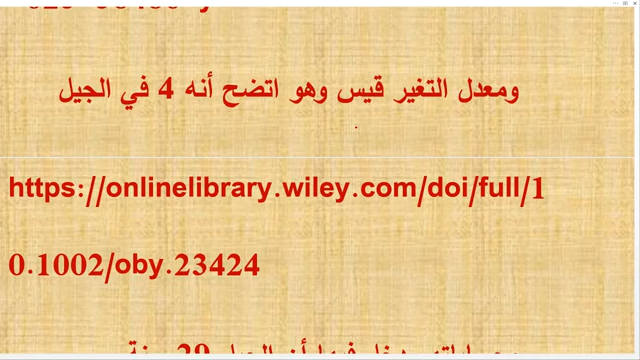 ومعدل التغير قيس وهو اتضح أنه 4 في الجيل
https://onlinelibrary.wiley.com/doi/full/1
0.1002/oby.23424